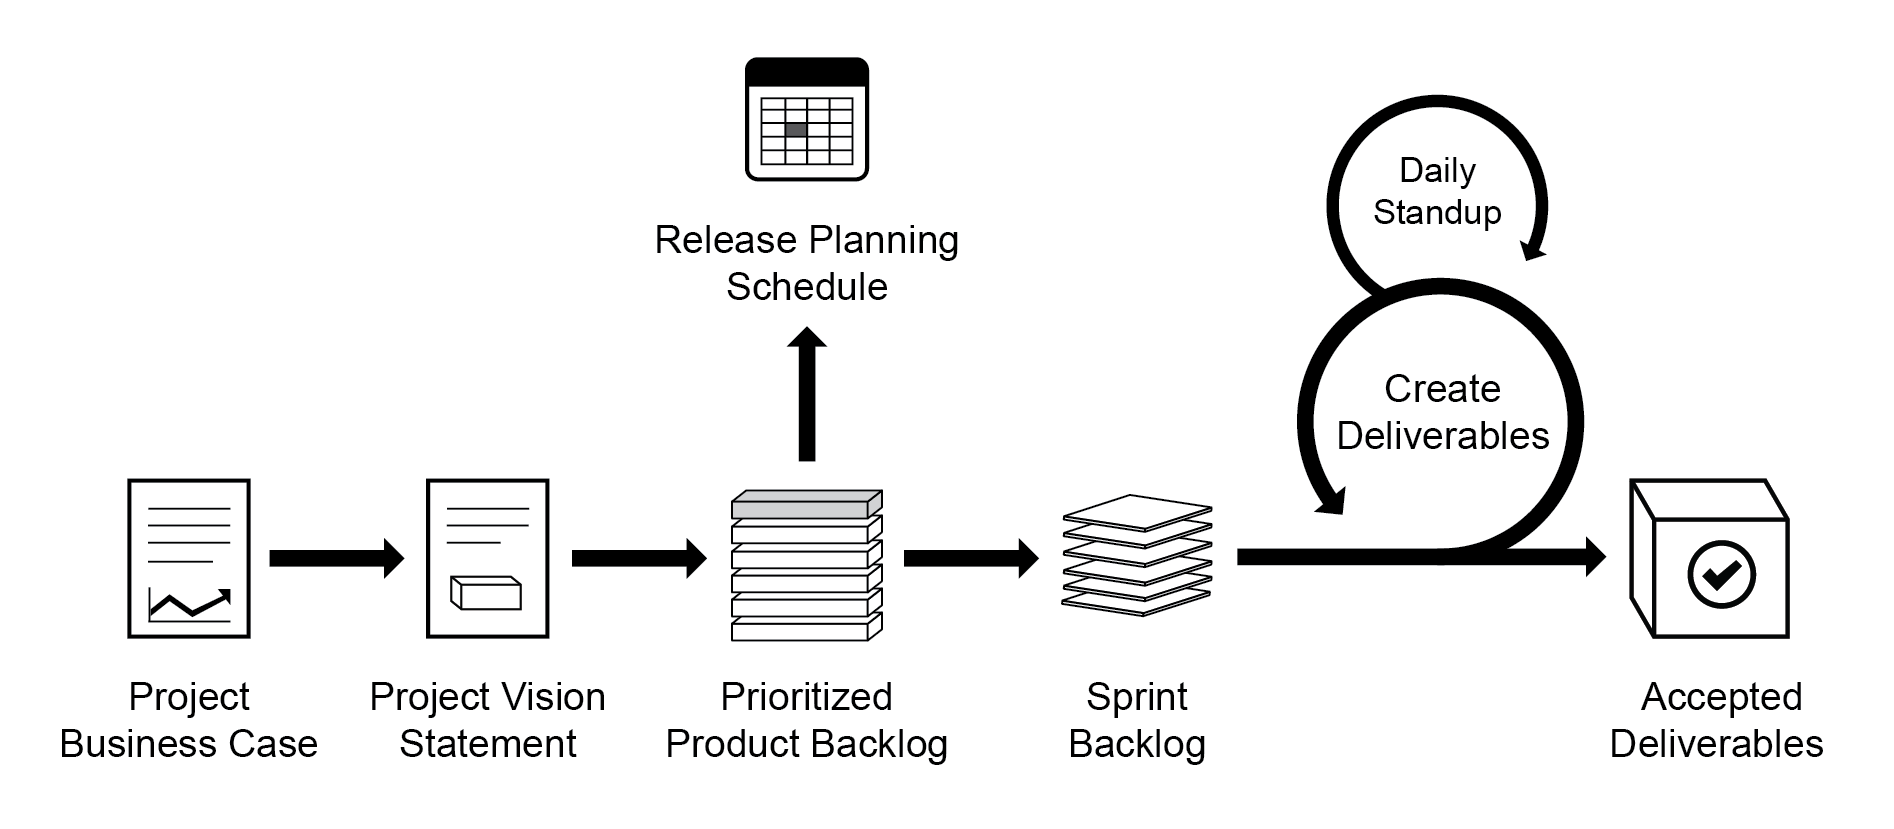 Release Planning
Schedule
Daily
Standup
Create
Deliverables
Project
Business Case
Project Vision
Statement
Prioritized
Product Backlog
Sprint
Backlog
Accepted
Deliverables